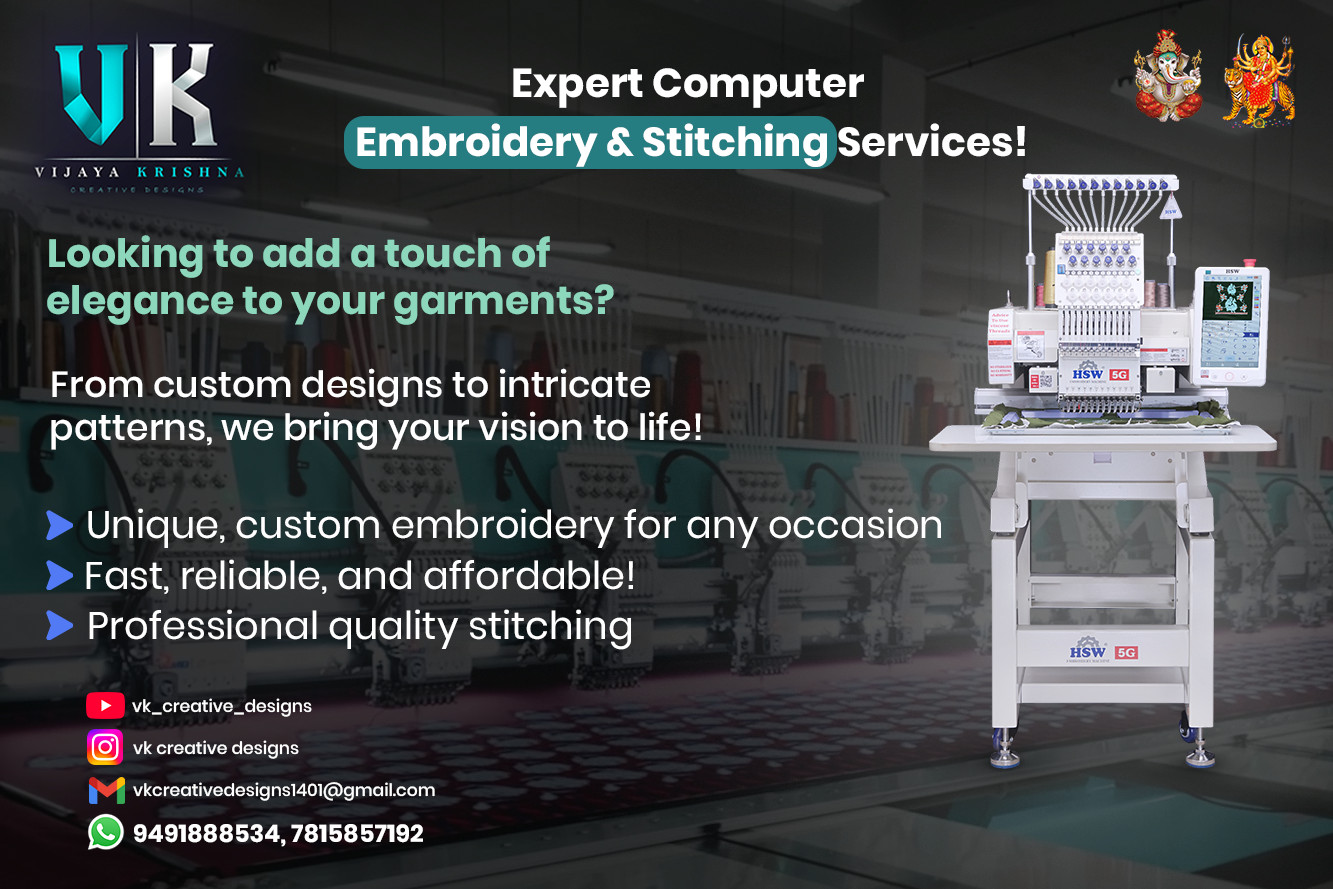 VK
VIJAYA KRISHNA
CREATIVE DESIGNS
Expert Computer
Embroidery & Stitching Services!
Looking to add a touch of
elegance to your garments?
From custom designs to intricate
patterns, we bring your vision to life!
Unique, custom embroidery for any occasion
Fast, reliable, and affordable!
Professional quality stitching
vk_creative_designs
vk creative designs
vkcreativedesigns1401@gmail.com
9491888534, 7815857192
HSW
HSW
HSW 5G
HSW 5G